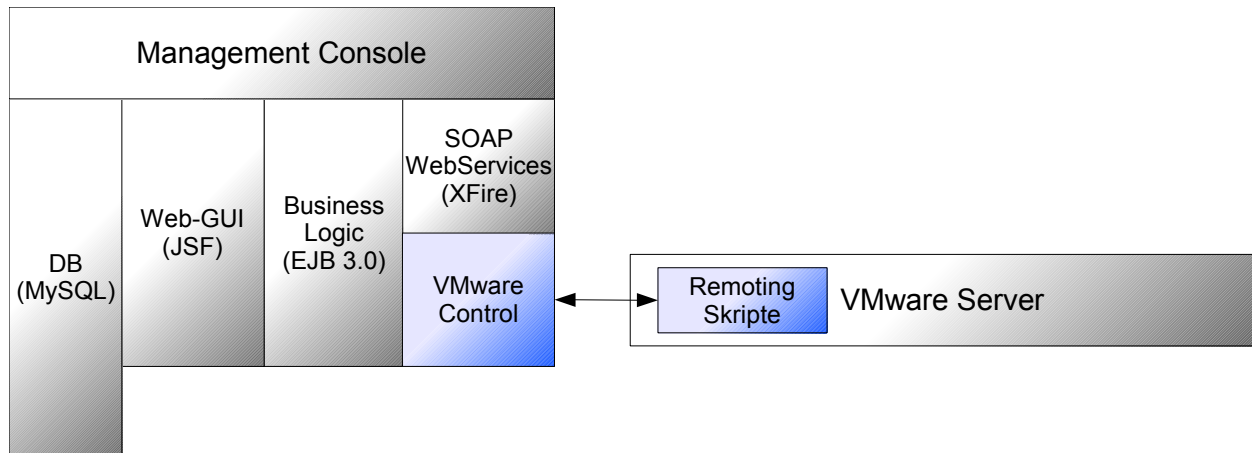 Management Console
DB
(MySQL)
Web-GUI
(JSF)
Business
Logic
(EJB 3.0)
SOAP
WebServices
(XFire)
VMware
Control
Remoting
Skripte
VMware Server